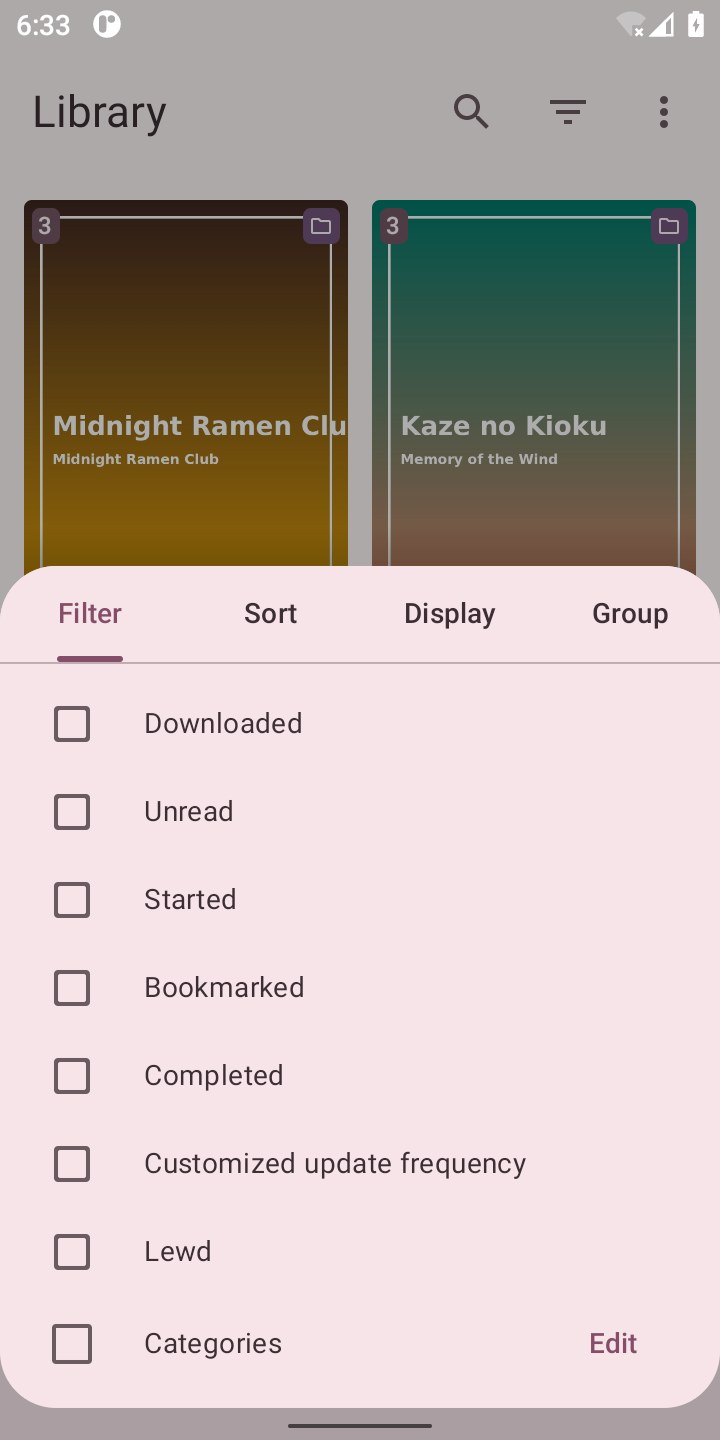 6:33
Library
3
3
Midnight Ramen Clu
Midnight Ramen Club
Kaze no Kioku
Memory of the Wind
Filter
Sort
Display
Group
Downloaded
Unread
Started
Bookmarked
Completed
Customized update frequency
Lewd
Categories
Edit